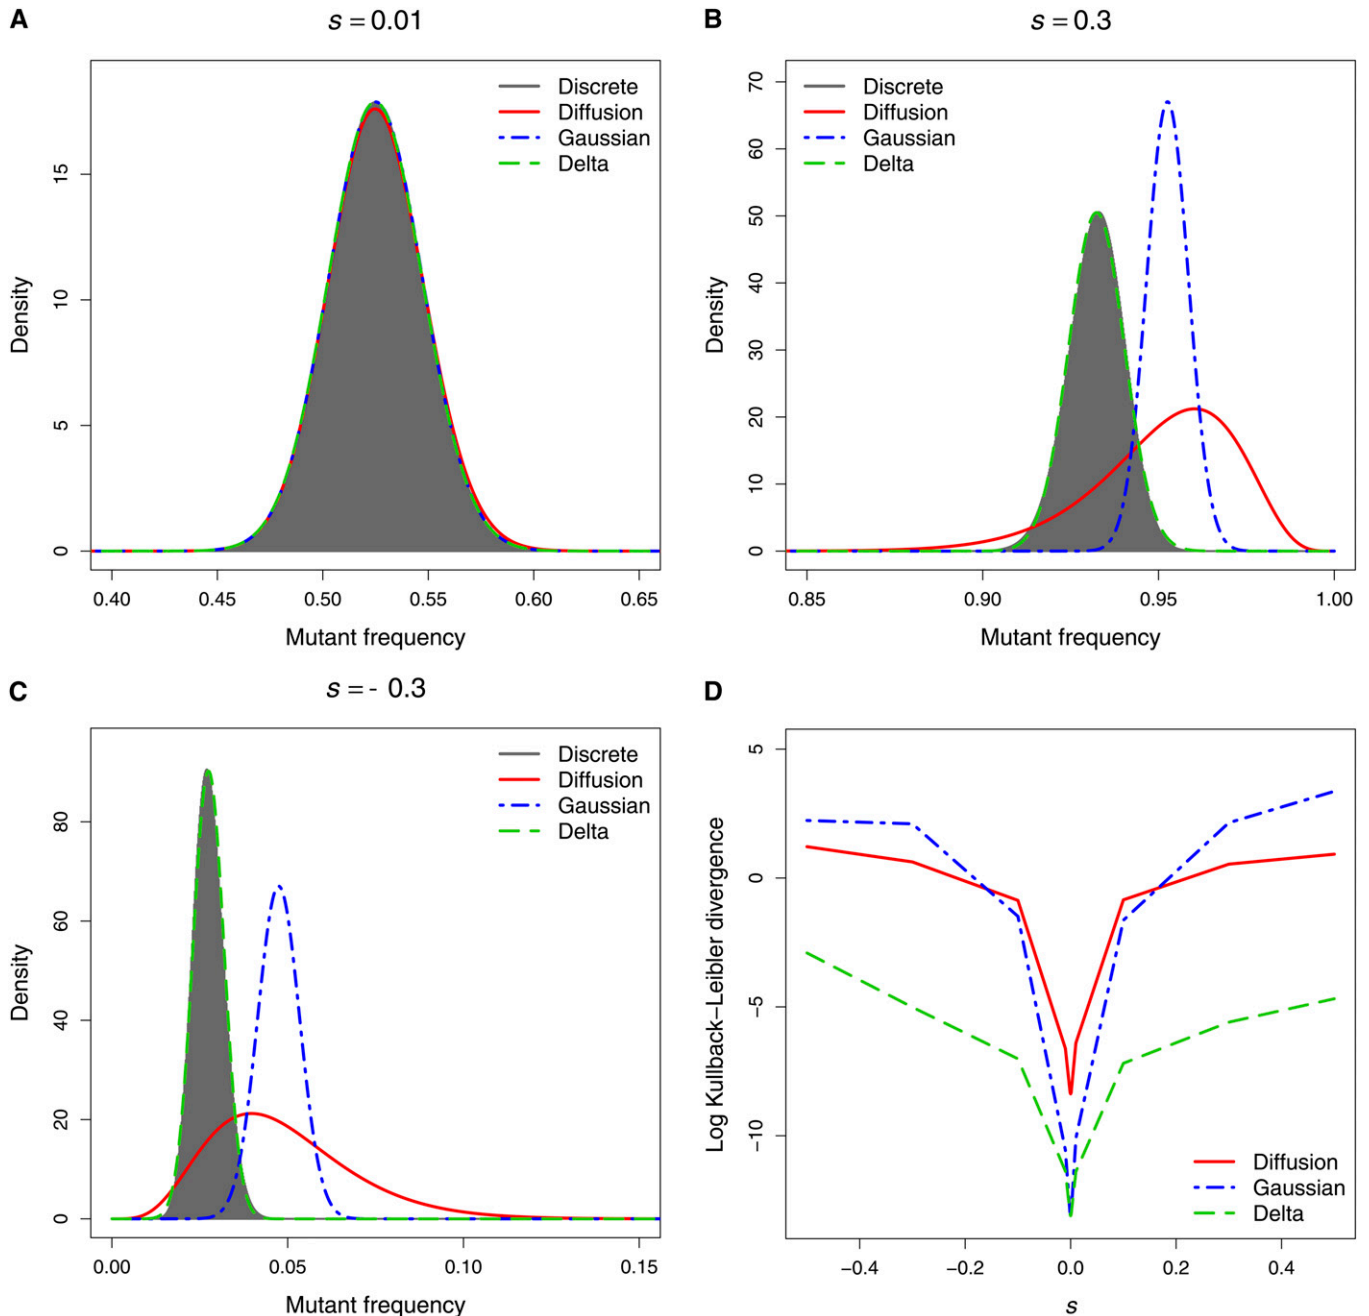 A
s = 0.01
Discrete
Diffusion
Gaussian
Delta
Density
0
5
10
15
0.40 0.45 0.50 0.55 0.60 0.65
Mutant frequency
B
s = 0.3
Discrete
Diffusion
Gaussian
Delta
Density
0
10
20
30
40
50
60
70
0.85 0.90 0.95 1.00
Mutant frequency
C
s = - 0.3
Discrete
Diffusion
Gaussian
Delta
Density
0
20
40
60
80
0.00 0.05 0.10 0.15
Mutant frequency
D
Log Kullback−Leibler divergence
5
0
−5
−10
Diffusion
Gaussian
Delta
−0.4 −0.2 0.0 0.2 0.4
s